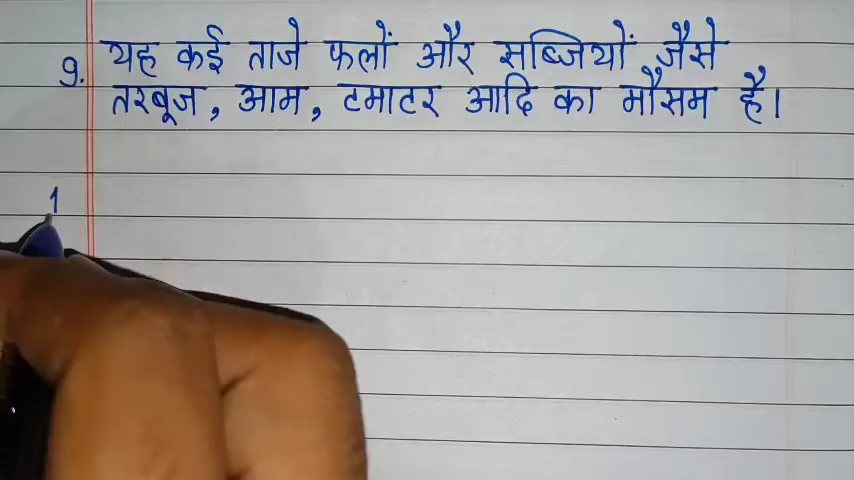 9. यह कई ताजे फलों और सब्जियों जैसे
तरबूज, आम, टमाटर आदि का मौसम है।
1